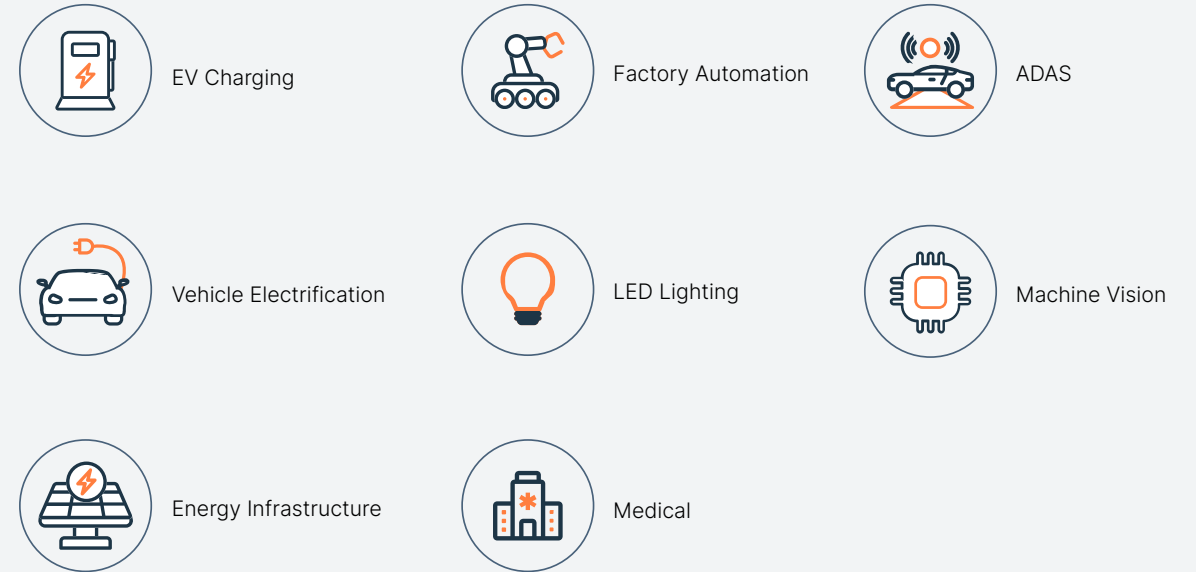 EV Charging
Factory Automation
ADAS
Vehicle Electrification
LED Lighting
Machine Vision
Energy Infrastructure
Medical